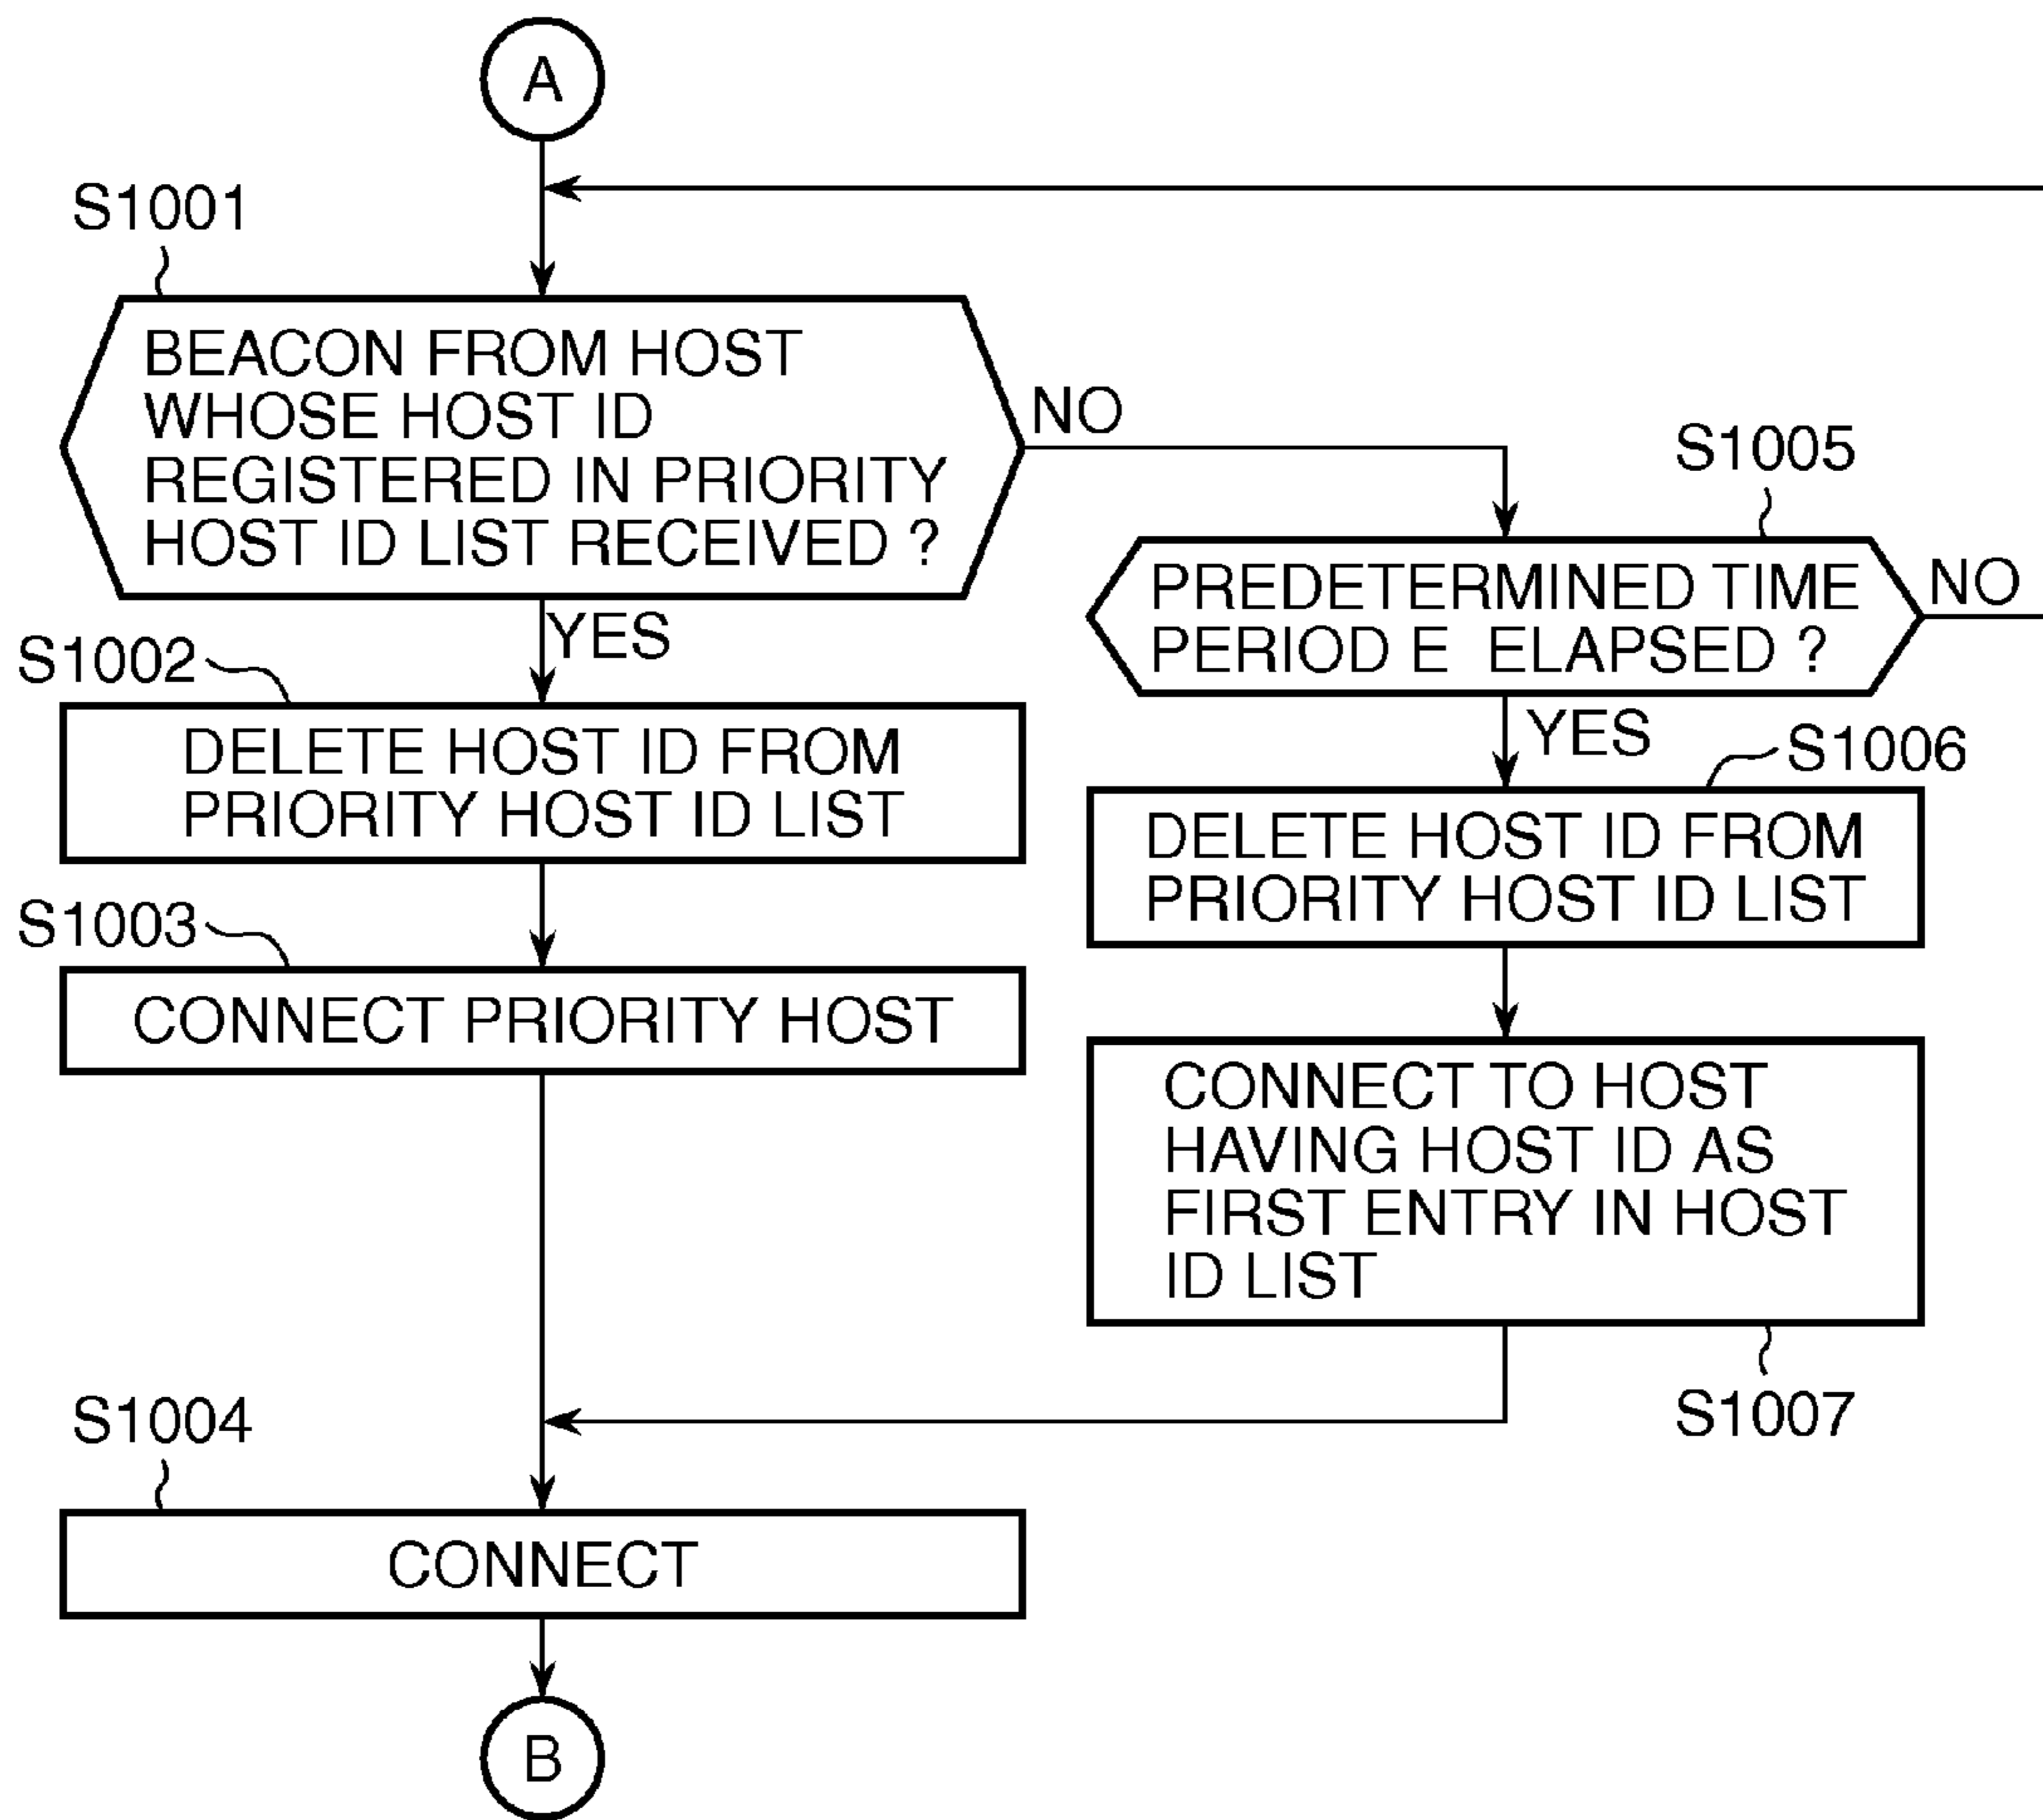 A
S1001
BEACON FROM HOST
WHOSE HOST ID
REGISTERED IN PRIORITY
HOST ID LIST RECEIVED ?
NO
YES
S1002
DELETE HOST ID FROM
PRIORITY HOST ID LIST
S1003
CONNECT PRIORITY HOST
S1005
PREDETERMINED TIME
PERIOD E ELAPSED ?
NO
YES
S1006
DELETE HOST ID FROM
PRIORITY HOST ID LIST
CONNECT TO HOST
HAVING HOST ID AS
FIRST ENTRY IN HOST
ID LIST
S1007
S1004
CONNECT
B